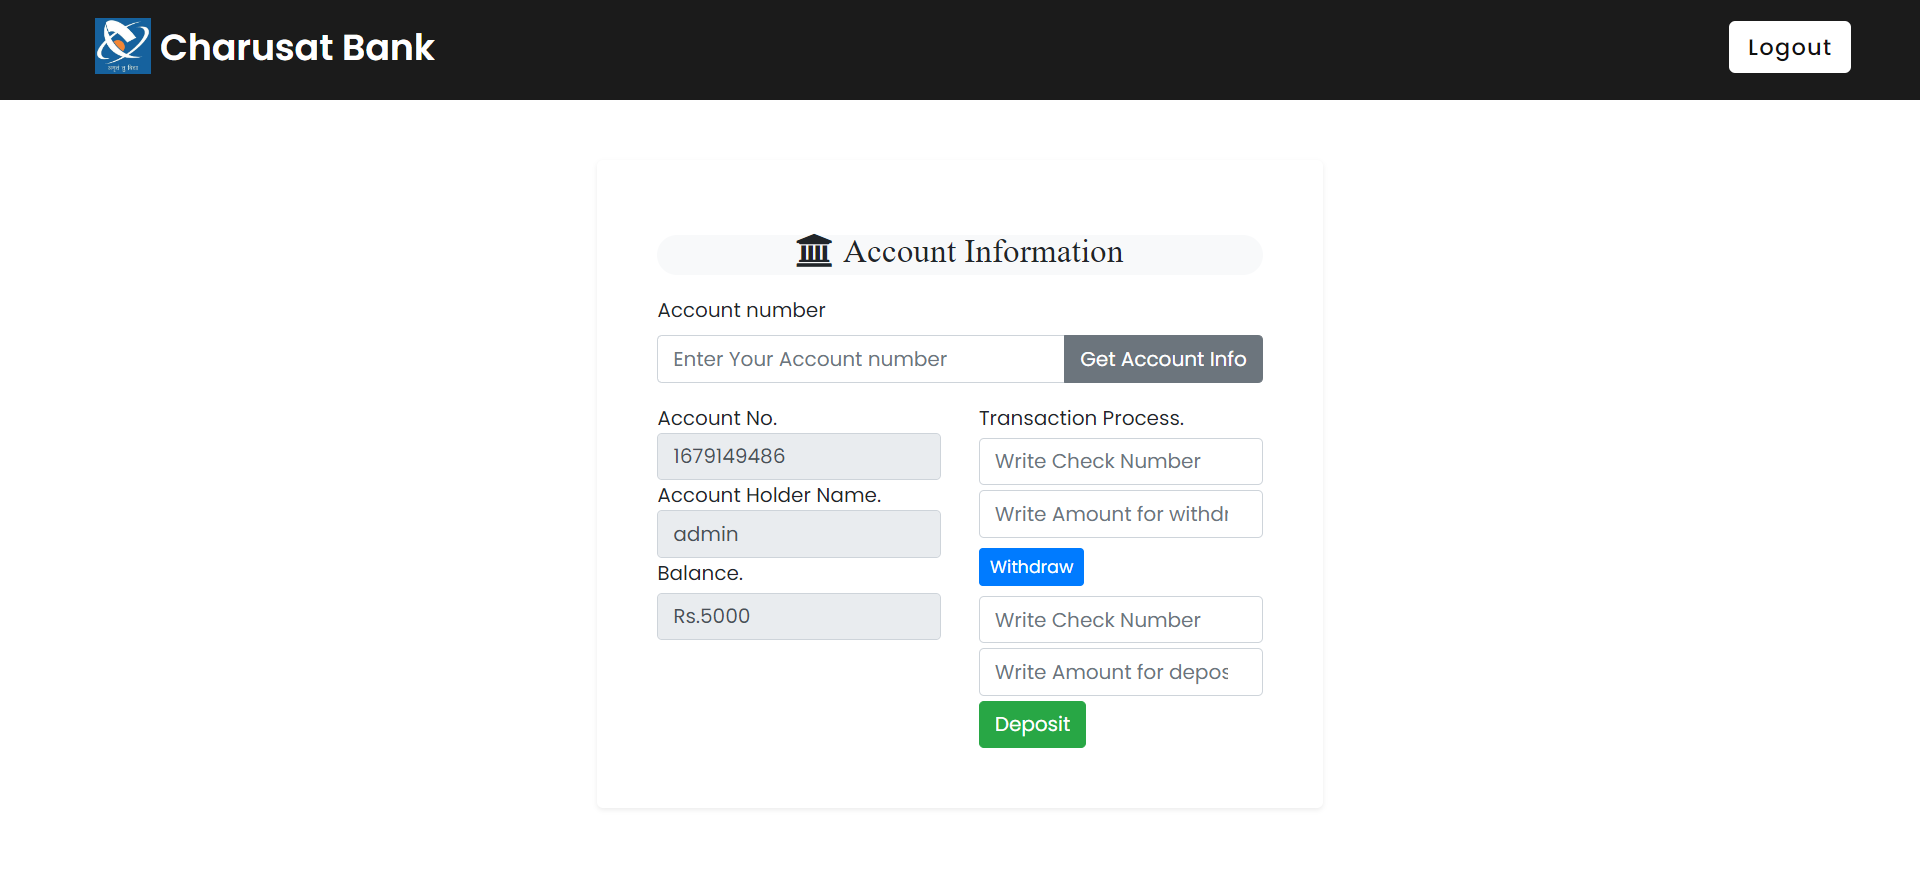 Charusat Bank
Logout
Account Information
Account number
Enter Your Account number
Get Account Info
Account No.
1679149486
Account Holder Name.
admin
Balance.
Rs.5000
Transaction Process.
Write Check Number
Write Amount for withdr
Withdraw
Write Check Number
Write Amount for depos
Deposit